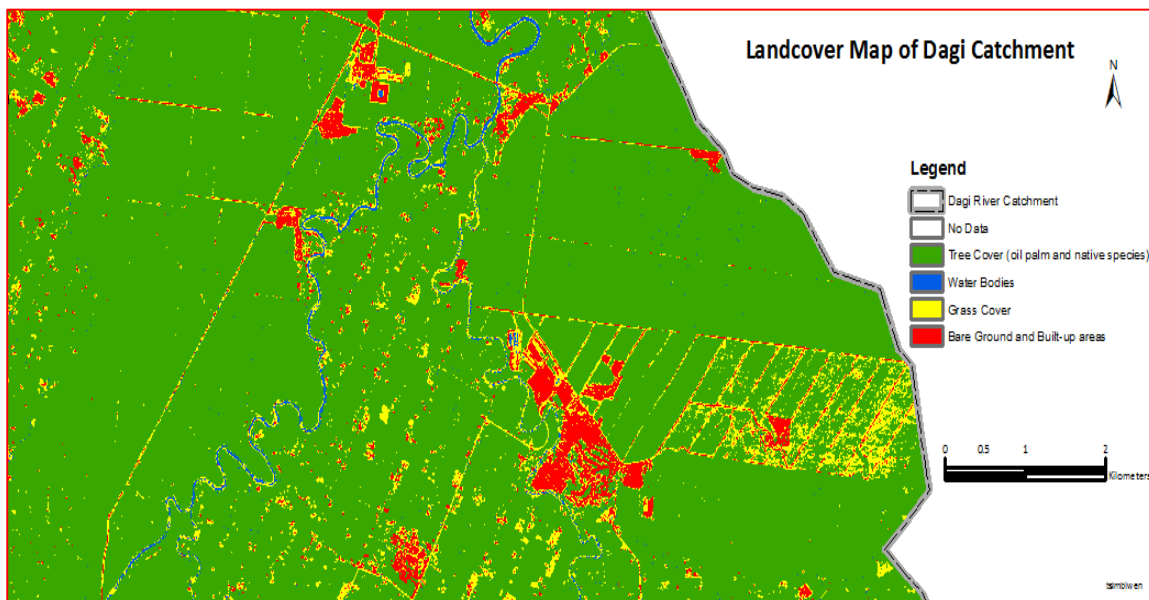 Landcover Map of Dagi Catchment
N
Legend
Dagi River Catchment
No Data
Tree Cover (oil palm and native species)
Water Bodies
Grass Cover
Bare Ground and Built-up areas
0 0.5 1 2
Kilometers